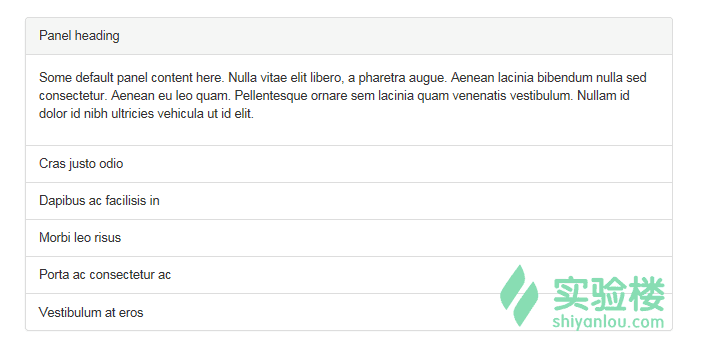 Panel heading
Some default panel content here. Nulla vitae elit libero, a pharetra augue. Aenean lacinia bibendum nulla sed
consectetur. Aenean eu leo quam. Pellentesque ornare sem lacinia quam venenatis vestibulum. Nullam id
dolor id nibh ultricies vehicula ut id elit.
Cras justo odio
Dapibus ac facilisis in
Morbi leo risus
Porta ac consectetur ac
Vestibulum at eros
实验楼
shiyanlou.com